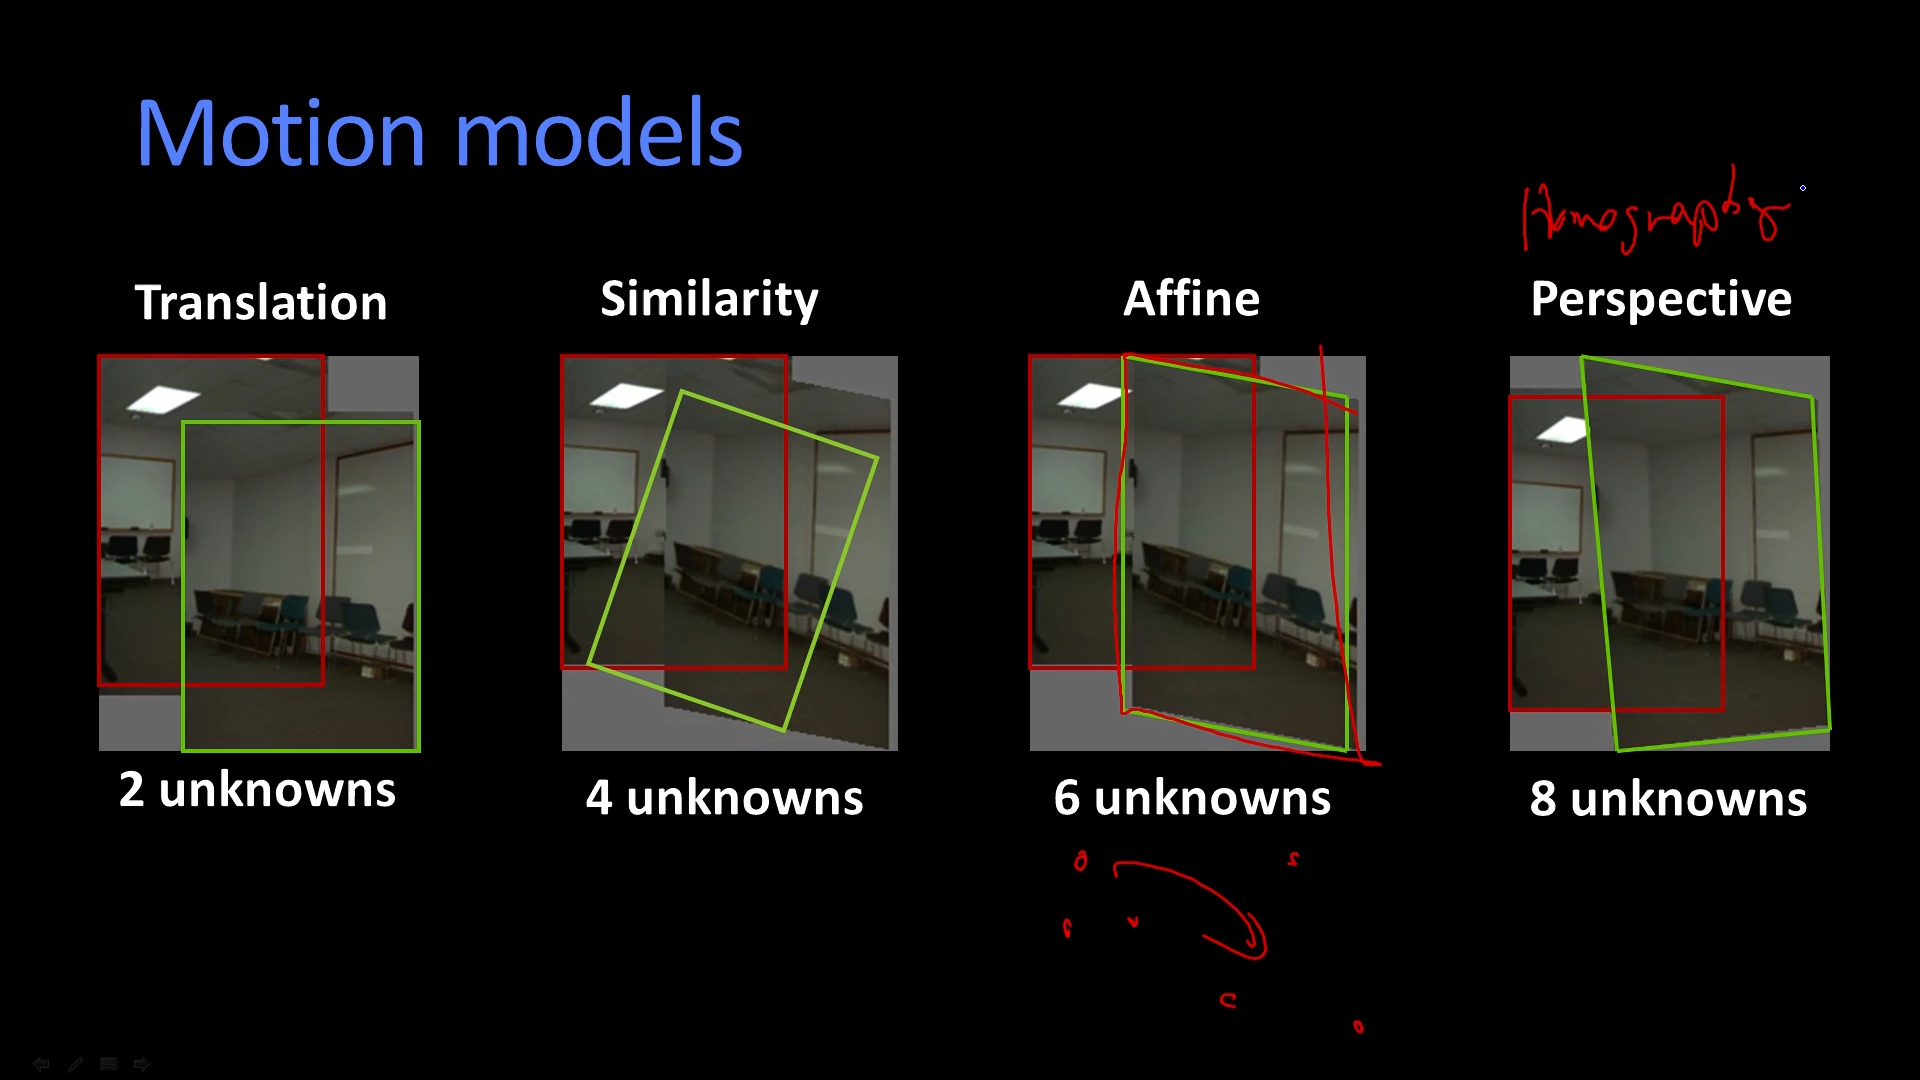 Motion models
Homography
Translation
Similarity
Affine
Perspective
2 unknowns
4 unknowns
6 unknowns
8 unknowns